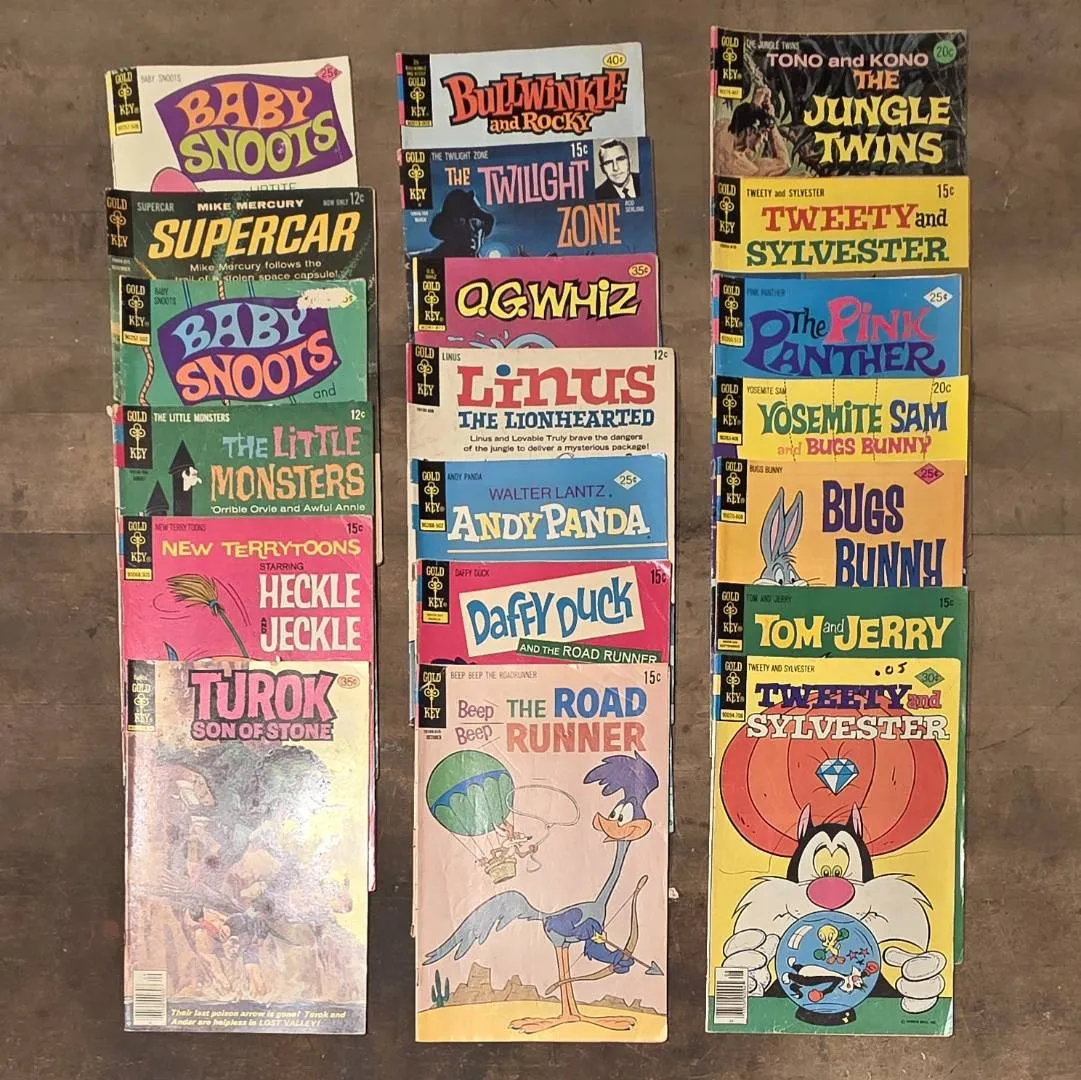 GOLD KEY
BABY SNOOTS
25¢
BABY
SNOOTS
GOLD KEY
SUPERCAR
MIKE MERCURY
NOW ONLY 12¢
SUPERCAR
Mike Mercury follows the
trail of a stolen space capsule!
GOLD KEY
BABY
SNOOTS
BABY
SNOOTS.
and
GOLD KEY
THE LITTLE MONSTERS
12¢
THE LITTLE
MONSTERS
'Orrible Orvie and Awful Annie
GOLD KEY
NEW TERRYTOONS
15¢
NEW TERRYTOONS
STARRING
HECKLE
AND
JECKLE
GOLD KEY
35¢
TUROK
SON OF STONE
Their last poison arrow is gone! Turok and
Andar are helpless in LOST VALLEY!
GOLD KEY
40¢
BULLWINKLE
and ROCKY
GOLD KEY
THE TWILIGHT ZONE
15¢
THE TWILIGHT
ZONE
ROD
SERLING
GOLD KEY
35¢
O.G. WHIZ
GOLD KEY
LINUS
12¢
LINUS
THE LIONHEARTED
Linus and Lovable Truly brave the dangers
of the jungle to deliver a mysterious package!
GOLD KEY
ANDY PANDA
25¢
WALTER LANTZ
ANDY PANDA
GOLD KEY
DAFFY DUCK
15¢
DAFFY DUCK
AND THE ROAD RUNNER
GOLD KEY
BEEP BEEP THE ROADRUNNER
15¢
Beep
Beep
THE ROAD
RUNNER
GOLD KEY
THE JUNGLE TWINS
20¢
TONO and KONO
THE
JUNGLE
TWINS
GOLD KEY
TWEETY and SYLVESTER
15¢
TWEETY and
SYLVESTER
GOLD KEY
PINK PANTHER
25¢
The PINK
PANTHER
GOLD KEY
YOSEMITE SAM
20¢
YOSEMITE SAM
and BUGS BUNNY
GOLD KEY
BUGS BUNNY
25¢
BUGS
BUNNY
GOLD KEY
TOM AND JERRY
15¢
TOM and JERRY
GOLD KEY
TWEETY and SYLVESTER
.05
30¢
TWEETY and
SYLVESTER